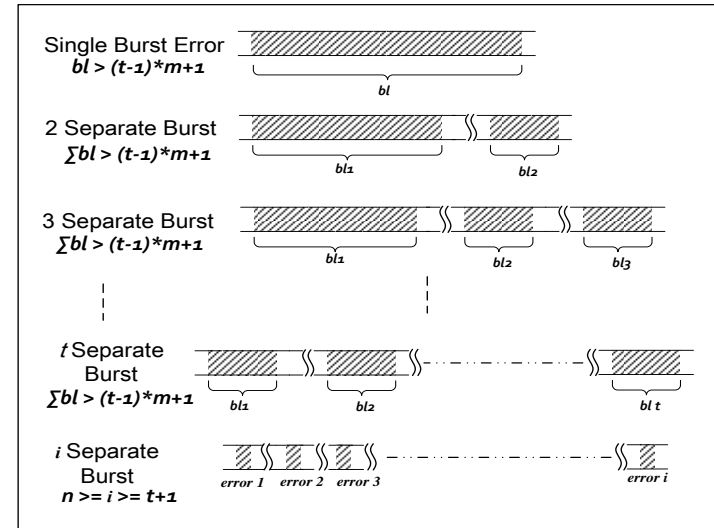 Single Burst Error
bl > (t-1)*m+1
bl
2 Separate Burst
∑bl > (t-1)*m+1
bl1
bl2
3 Separate Burst
∑bl > (t-1)*m+1
bl1
bl2
bl3
t Separate
Burst
∑bl > (t-1)*m+1
bl1
bl2
bl t
i Separate
Burst
n >= i >= t+1
error 1
error 2
error 3
error i